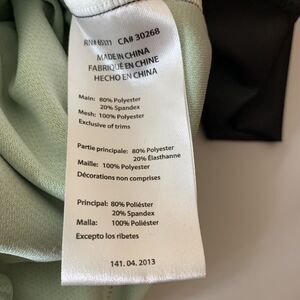 CA# 30268
MADE IN CHINA
FABRIQUÉ EN CHINE
HECHO EN CHINA
Main: 80% Polyester
20% Spandex
Mesh: 100% Polyester
Exclusive of trims
Partie principale: 80% Polyester
20% Élasthanne
Maille: 100% Polyester
Décorations non comprises
Principal: 80% Poliéster
20% Spandex
Malla: 100% Poliéster
Excepto los ribetes
141. 04. 2013